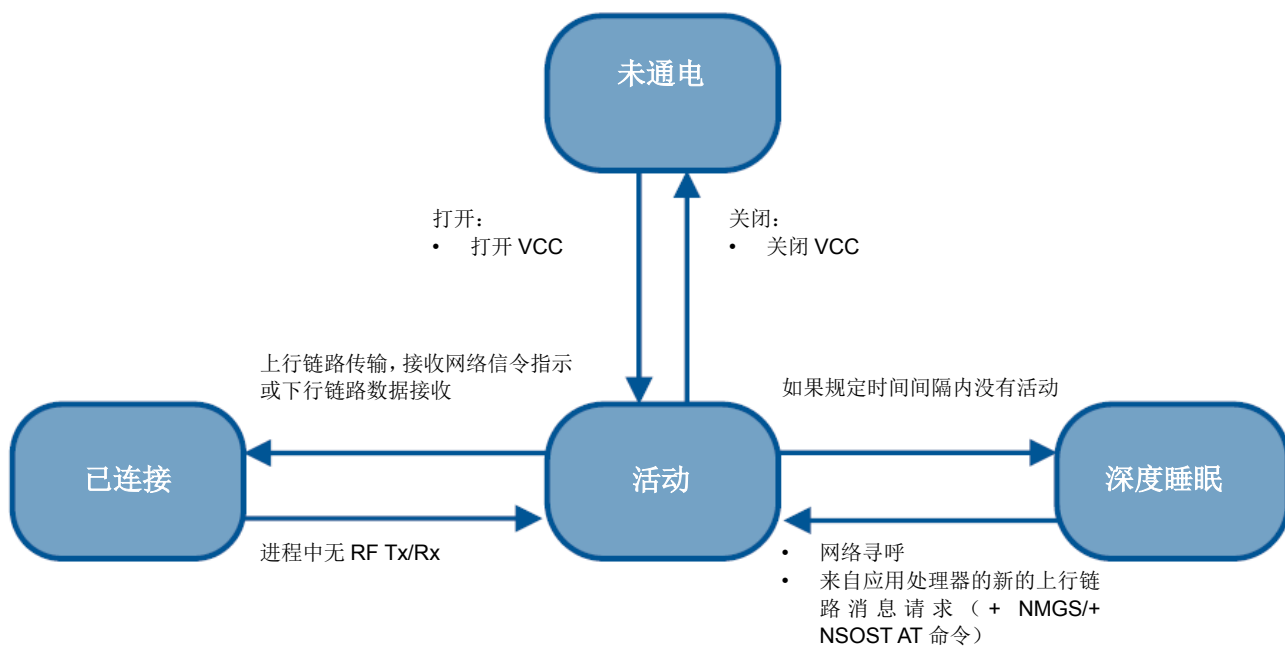 未通电
打开：
• 打开 VCC
关闭：
• 关闭 VCC
上行链路传输，接收网络信令指示
或下行链路数据接收
如果规定时间间隔内没有活动
已连接
活动
深度睡眠
进程中无 RF Tx/Rx
• 网络寻呼
• 来自应用处理器的新的上行链
路消息请求（+ NMGS/+
NSOST AT 命令）